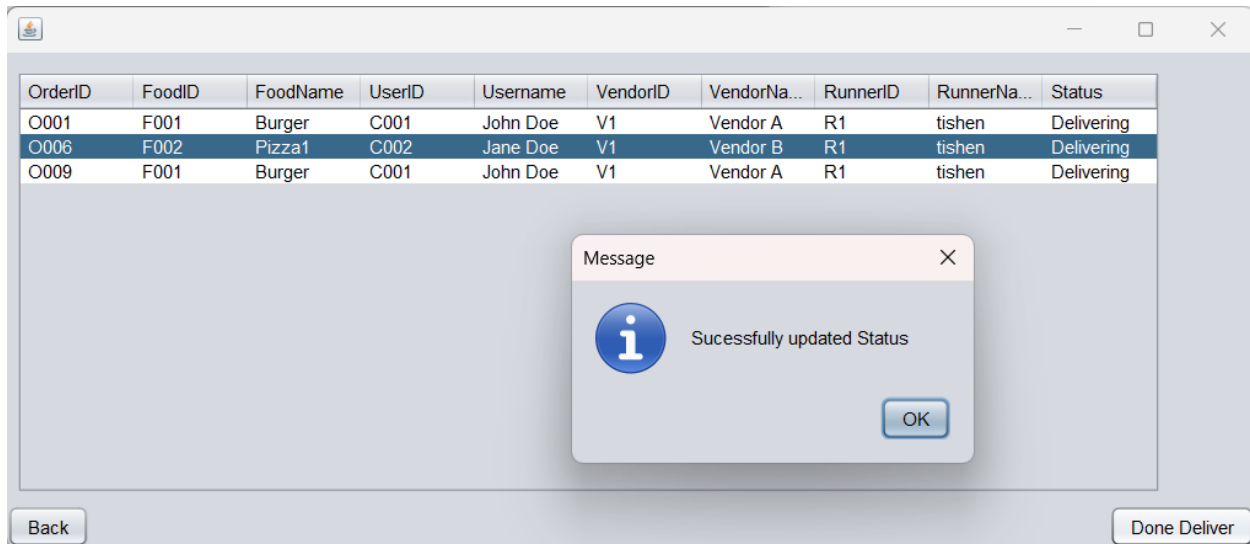 OrderID FoodID FoodName UserID Username VendorID VendorNa... RunnerID RunnerNa... Status
O001 F001 Burger C001 John Doe V1 Vendor A R1 tishen Delivering
O006 F002 Pizza1 C002 Jane Doe V1 Vendor B R1 tishen Delivering
O009 F001 Burger C001 John Doe V1 Vendor A R1 tishen Delivering
Message
Sucessfully updated Status
OK
Back Done Deliver